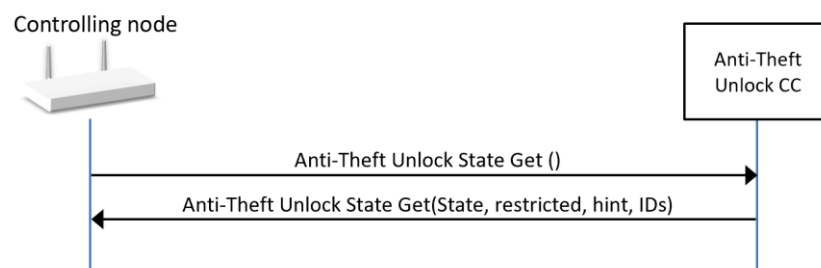 Controlling node
Anti-Theft
Unlock CC
Anti-Theft Unlock State Get ()
Anti-Theft Unlock State Get(State, restricted, hint, IDs)